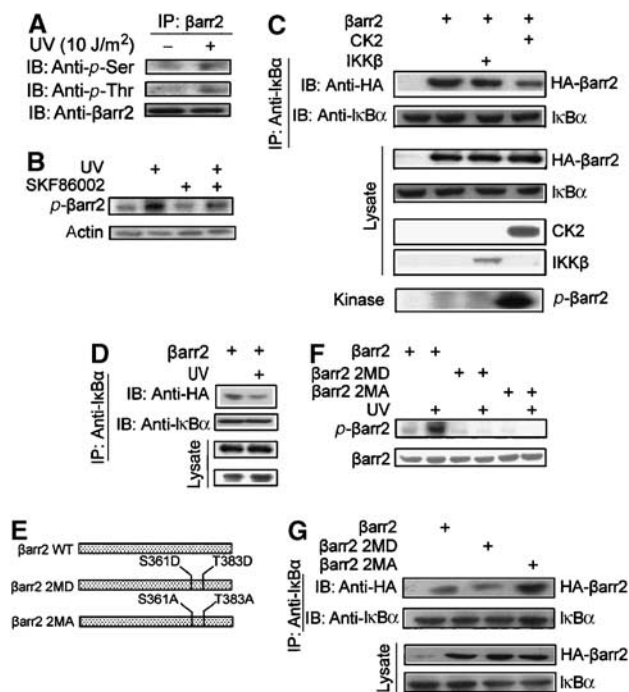 A
IP: βarr2
UV (10 J/m²) – +
IB: Anti-p-Ser
IB: Anti-p-Thr
IB: Anti-βarr2
B
UV + +
SKF86002 + +
p-βarr2
Actin
C
βarr2 + + +
CK2 +
IKKβ +
IP: Anti-IκBα
IB: Anti-HA HA-βarr2
IB: Anti-IκBα IκBα
Lysate
HA-βarr2
IκBα
CK2
IKKβ
Kinase p-βarr2
D
βarr2 + +
UV +
IP: Anti-IκBα
IB: Anti-HA
IB: Anti-IκBα
Lysate
E
βarr2 WT
S361D T383D
βarr2 2MD
S361A T383A
βarr2 2MA
F
βarr2 + +
βarr2 2MD + +
βarr2 2MA + +
UV + + +
p-βarr2
βarr2
G
βarr2 +
βarr2 2MD +
βarr2 2MA +
IP: Anti-IκBα
IB: Anti-HA HA-βarr2
IB: Anti-IκBα IκBα
Lysate
HA-βarr2
IκBα